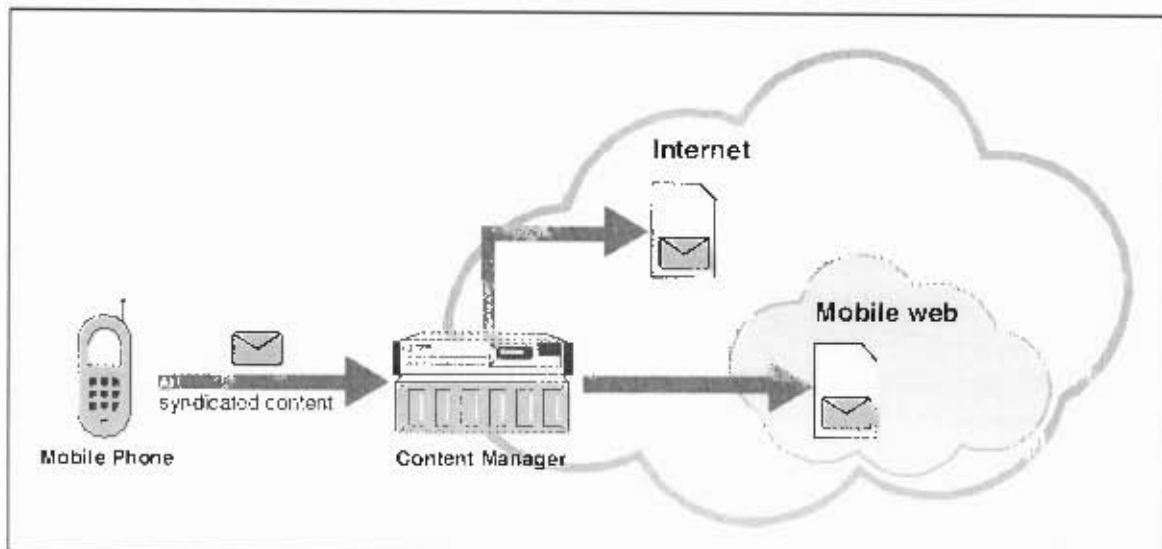 Internet
Mobile web
syndicated content
Mobile Phone
Content Manager